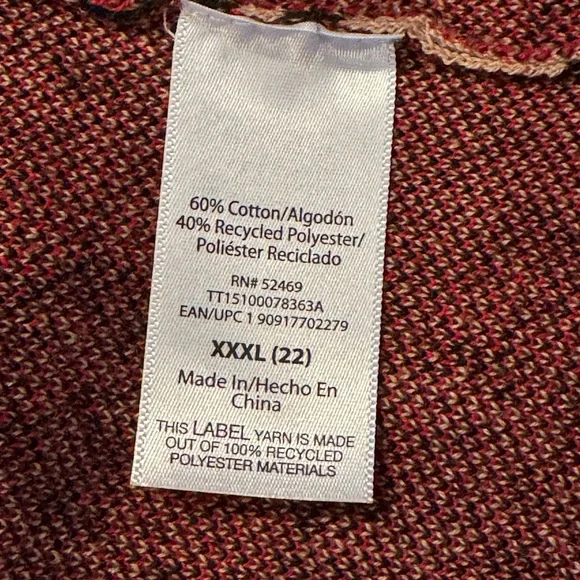 60% Cotton/Algodón
40% Recycled Polyester/
Poliéster Reciclado
RN# 52469
TT15100078363A
EAN/UPC 1 90917702279
XXXL (22)
Made In/Hecho En
China
THIS LABEL YARN IS MADE
OUT OF 100% RECYCLED
POLYESTER MATERIALS